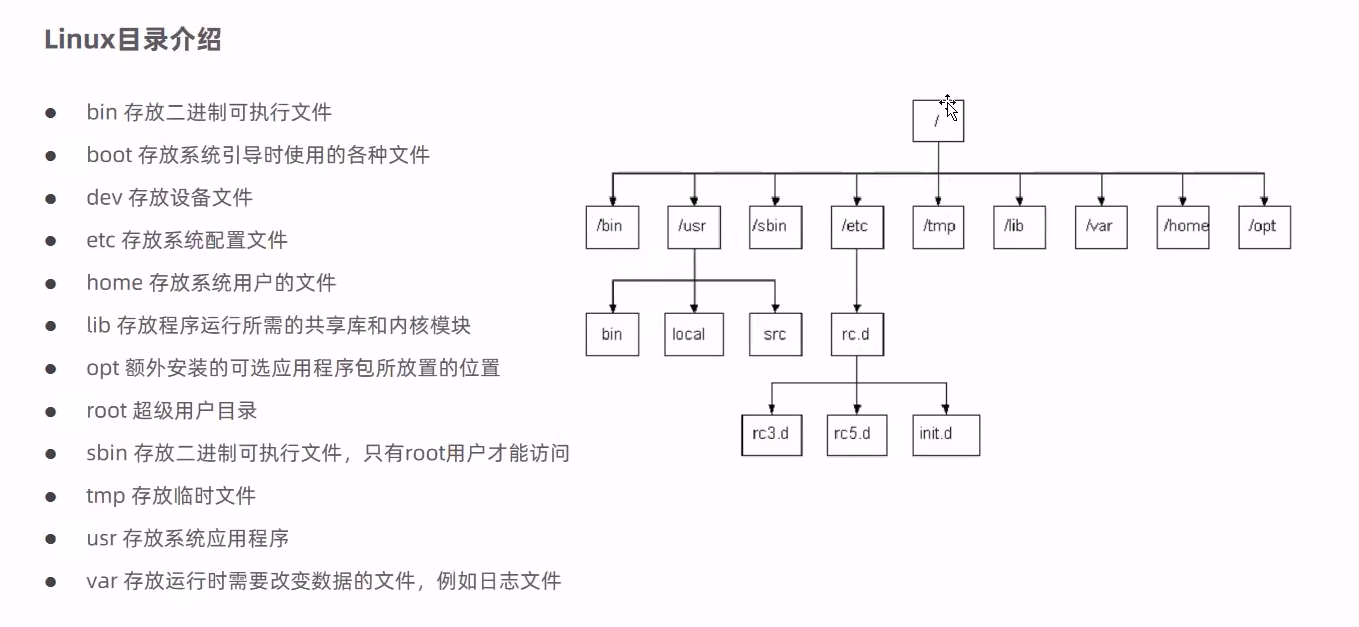 Linux目录介绍
● bin 存放二进制可执行文件
● boot 存放系统引导时使用的各种文件
● dev 存放设备文件
● etc 存放系统配置文件
● home 存放系统用户的文件
● lib 存放程序运行所需的共享库和内核模块
● opt 额外安装的可选应用程序包所放置的位置
● root 超级用户目录
● sbin 存放二进制可执行文件，只有root用户才能访问
● tmp 存放临时文件
● usr 存放系统应用程序
● var 存放运行时需要改变数据的文件，例如日志文件
/
/bin /usr /sbin /etc /tmp /lib /var /home /opt
bin local src rc.d
rc3.d rc5.d init.d